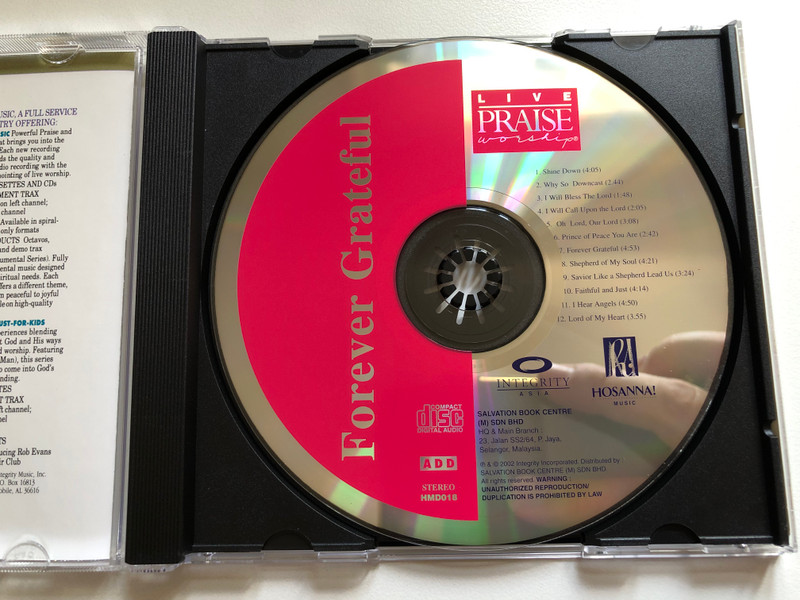 USIC, A FULL SERVICE
TRY OFFERING:
SIC Powerful Praise and
at brings you into the
Each new recording
ds the quality and
dio recording with the
ointing of live worship.
SETTES AND CDs
MENT TRAX
on left channel;
channel
Available in spiral-
only formats
DUCTS Octavos,
and demo trax
umental Series). Fully
ental music designed
iritual needs. Each
ffers a different theme,
m peaceful to joyful
le on high-quality
UST-FOR-KIDS
periences blending
t God and His ways
d worship. Featuring
Man), this series
o come into God's
nding.
TES
T TRAX
ft channel;
nel
TS
ucing Rob Evans
ir Club
ntegrity Music, Inc.
.O. Box 16813
obile, AL 36616
Forever Grateful
LIVE
PRAISE
worship®
1. Shine Down (4:05)
2. Why So Downcast (2:44)
3. I Will Bless The Lord (1:48)
4. I Will Call Upon the Lord (2:05)
5. Oh Lord, Our Lord (3:08)
6. Prince of Peace You Are (2:42)
7. Forever Grateful (4:53)
8. Shepherd of My Soul (4:21)
9. Savior Like a Shepherd Lead Us (3:24)
10. Faithful and Just (4:14)
11. I Hear Angels (4:50)
12. Lord of My Heart (3.55)
INTEGRITY
ASIA
HOSANNA!
MUSIC
COMPACT
disc
DIGITAL AUDIO
ADD
STEREO
HMD018
SALVATION BOOK CENTRE
(M) SDN BHD
HQ & Main Branch :
23, Jalan SS2/64, P. Jaya,
Selangor, Malaysia.
℗ & © 2002 Integrity Incorporated. Distributed by
SALVATION BOOK CENTRE (M) SDN BHD.
All rights reserved. WARNING :
UNAUTHORIZED REPRODUCTION/
DUPLICATION IS PROHIBITED BY LAW